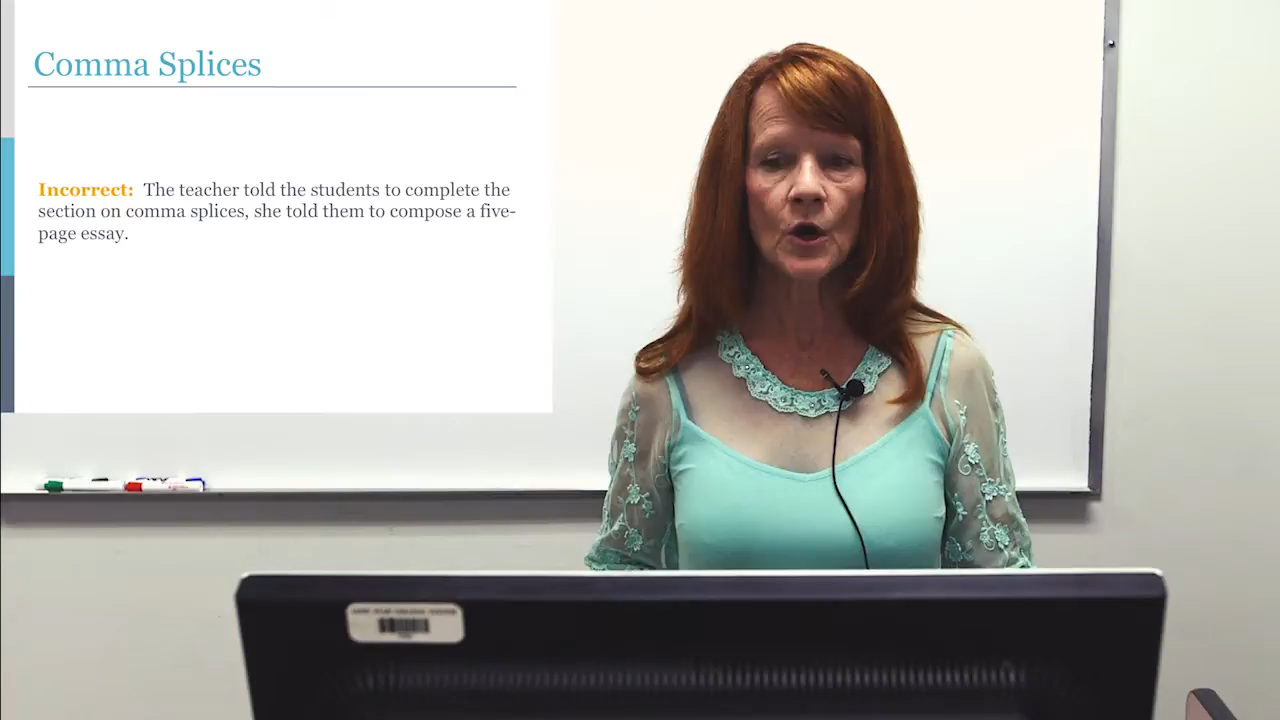 Comma Splices
Incorrect: The teacher told the students to complete the
section on comma splices, she told them to compose a five-
page essay.